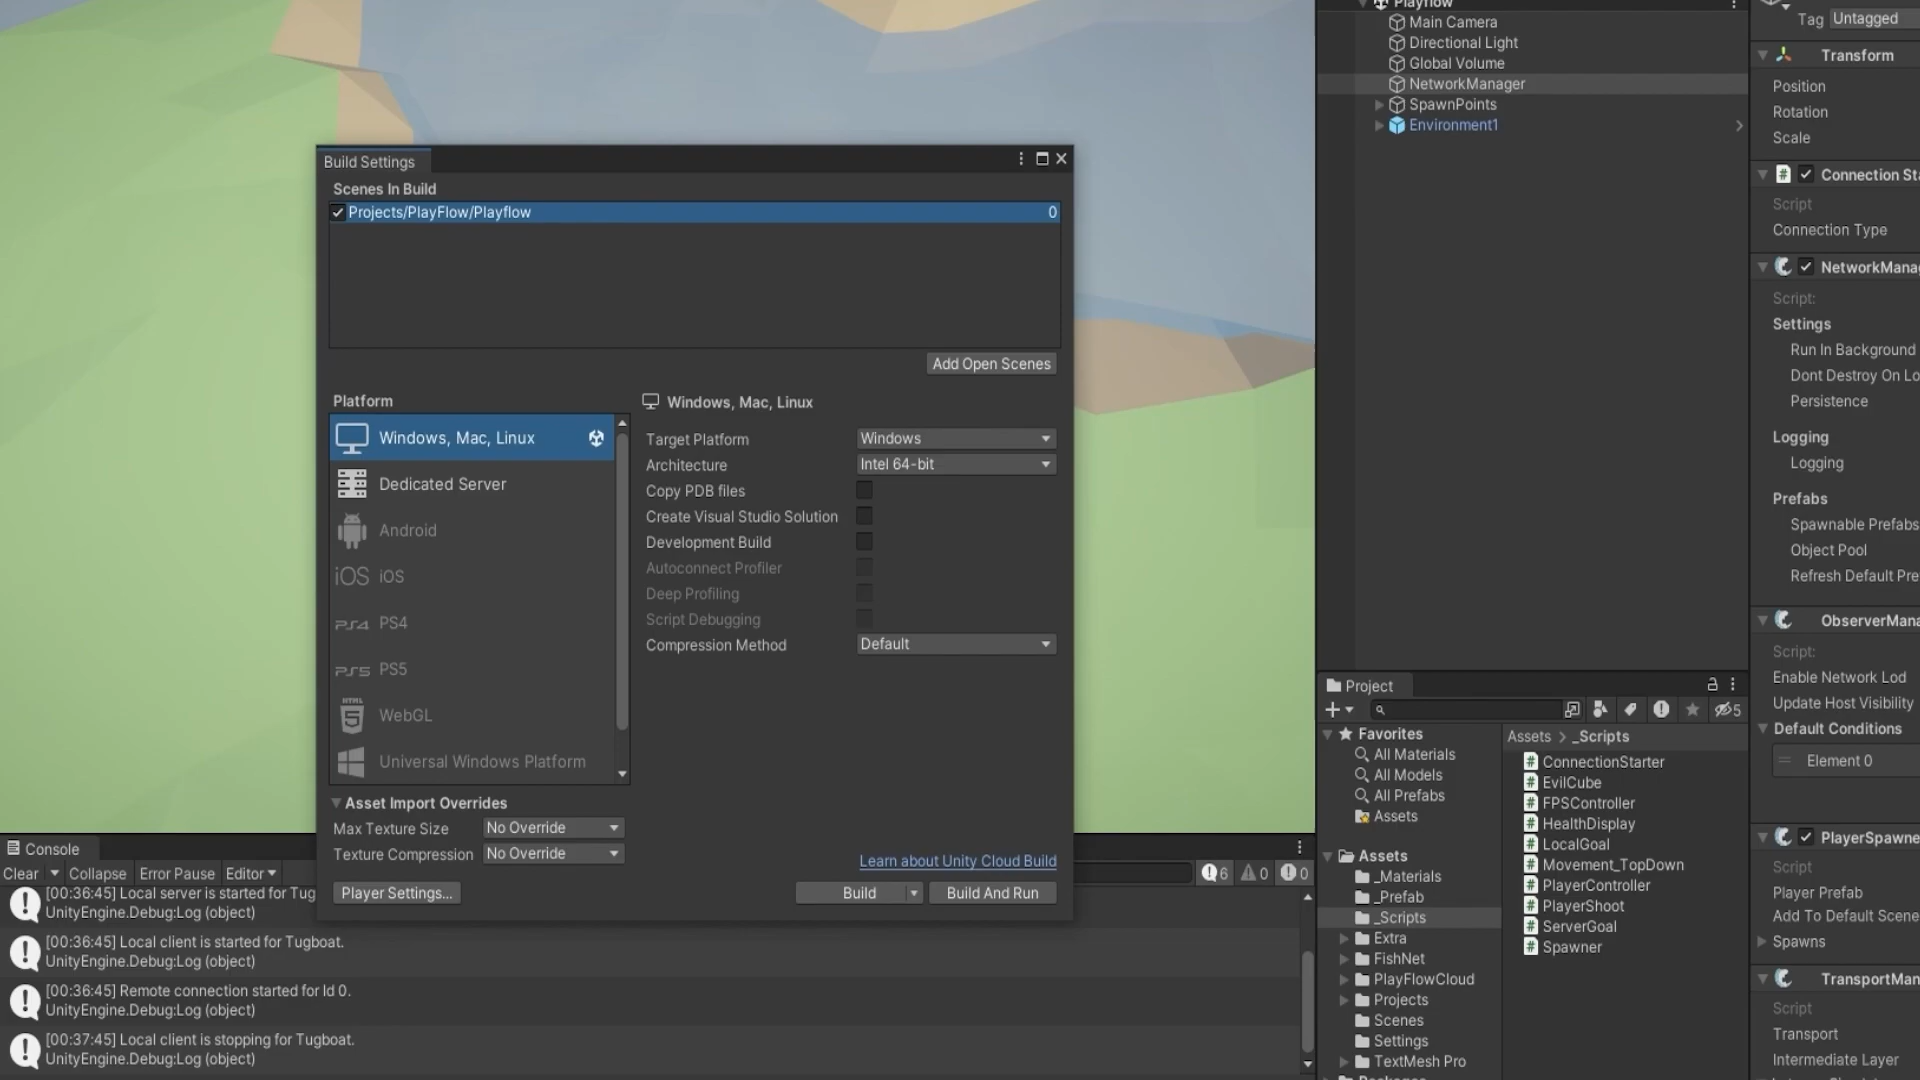 Playflow
Main Camera
Directional Light
Global Volume
NetworkManager
SpawnPoints
Environment1
Tag Untagged
Transform
Position
Rotation
Scale
Connection Sta
Script
Connection Type
NetworkMana
Script:
Settings
Run In Background
Dont Destroy On Lo
Persistence
Logging
Logging
Prefabs
Spawnable Prefabs
Object Pool
Refresh Default Pre
ObserverMana
Script:
Enable Network Lod
Update Host Visibility
Default Conditions
Element 0
PlayerSpawne
Script
Player Prefab
Add To Default Scene
Spawns
TransportMan
Script
Transport
Intermediate Layer
Build Settings
Scenes In Build
Projects/PlayFlow/Playflow 0
Add Open Scenes
Platform
Windows, Mac, Linux
Dedicated Server
Android
iOS iOS
PS4 PS4
PS5 PS5
HTML 5 WebGL
Universal Windows Platform
Windows, Mac, Linux
Target Platform Windows
Architecture Intel 64-bit
Copy PDB files
Create Visual Studio Solution
Development Build
Autoconnect Profiler
Deep Profiling
Script Debugging
Compression Method Default
Asset Import Overrides
Max Texture Size No Override
Texture Compression No Override
Learn about Unity Cloud Build
Player Settings... Build Build And Run
Console
Clear Collapse Error Pause Editor 6 0 0
[00:36:45] Local server is started for Tug
UnityEngine.Debug:Log (object)
[00:36:45] Local client is started for Tugboat.
UnityEngine.Debug:Log (object)
[00:36:45] Remote connection started for Id 0.
UnityEngine.Debug:Log (object)
[00:37:45] Local client is stopping for Tugboat.
UnityEngine.Debug:Log (object)
Project
5
Favorites
All Materials
All Models
All Prefabs
Assets
Assets
_Materials
_Prefab
_Scripts
Extra
FishNet
PlayFlowCloud
Projects
Scenes
Settings
TextMesh Pro
Assets > _Scripts
ConnectionStarter
EvilCube
FPSController
HealthDisplay
LocalGoal
Movement_TopDown
PlayerController
PlayerShoot
ServerGoal
Spawner